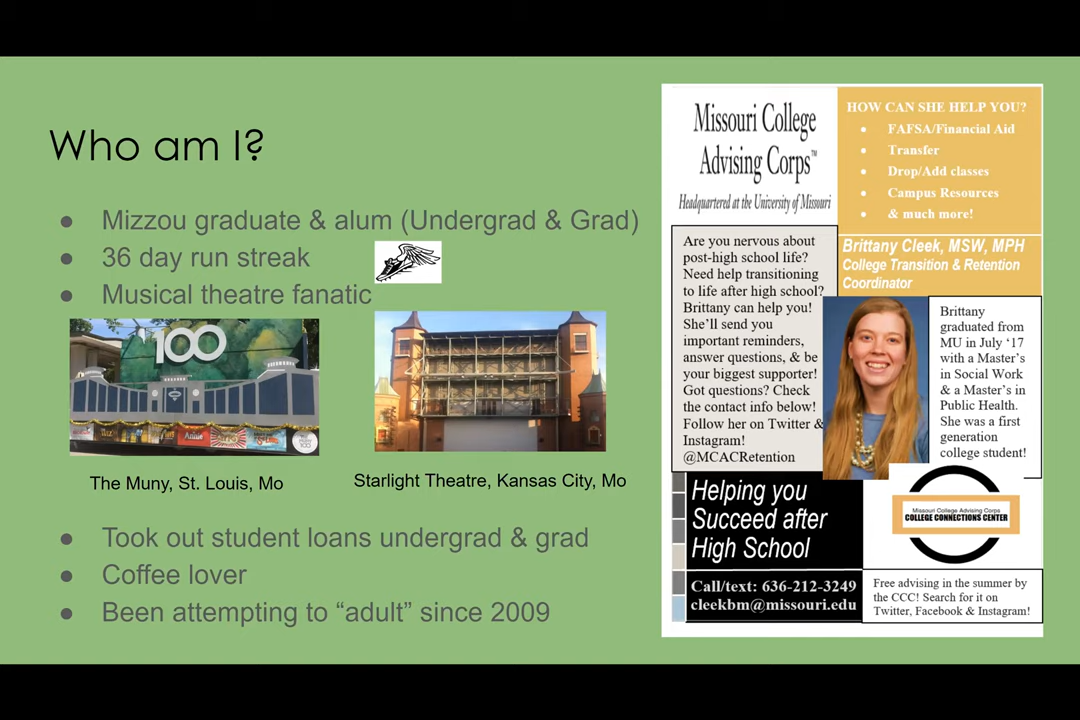 Who am I?
● Mizzou graduate & alum (Undergrad & Grad)
● 36 day run streak
● Musical theatre fanatic
100
Annie
The Muny, St. Louis, Mo
Starlight Theatre, Kansas City, Mo
● Took out student loans undergrad & grad
● Coffee lover
● Been attempting to “adult” since 2009
Missouri College
Advising Corps™
Headquartered at the University of Missouri
HOW CAN SHE HELP YOU?
• FAFSA/Financial Aid
• Transfer
• Drop/Add classes
• Campus Resources
• & much more!
Brittany Cleek, MSW, MPH
College Transition & Retention
Coordinator
Are you nervous about
post-high school life?
Need help transitioning
to life after high school?
Brittany can help you!
She’ll send you
important reminders,
answer questions, & be
your biggest supporter!
Got questions? Check
the contact info below!
Follow her on Twitter &
Instagram!
@MCACRetention
Brittany
graduated from
MU in July ‘17
with a Master’s
in Social Work
& a Master’s in
Public Health.
She was a first
generation
college student!
Helping you
Succeed after
High School
Missouri College Advising Corps
COLLEGE CONNECTIONS CENTER
Call/text: 636-212-3249
cleekbm@missouri.edu
Free advising in the summer by
the CCC! Search for it on
Twitter, Facebook & Instagram!